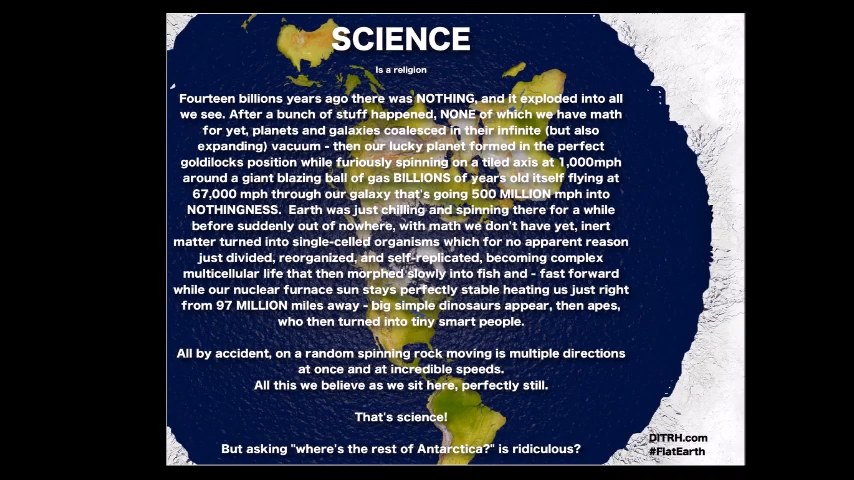 SCIENCE
Is a religion
Fourteen billions years ago there was NOTHING, and it exploded into all
we see. After a bunch of stuff happened, NONE of which we have math
for yet, planets and galaxies coalesced in their infinite (but also
expanding) vacuum - then our lucky planet formed in the perfect
goldilocks position while furiously spinning on a tiled axis at 1,000mph
around a giant blazing ball of gas BILLIONS of years old itself flying at
67,000 mph through our galaxy that's going 500 MILLION mph into
NOTHINGNESS. Earth was just chilling and spinning there for a while
before suddenly out of nowhere, with math we don't have yet, inert
matter turned into single-celled organisms which for no apparent reason
just divided, reorganized, and self-replicated, becoming complex
multicellular life that then morphed slowly into fish and - fast forward
while our nuclear furnace sun stays perfectly stable heating us just right
from 97 MILLION miles away - big simple dinosaurs appear, then apes,
who then turned into tiny smart people.
All by accident, on a random spinning rock moving is multiple directions
at once and at incredible speeds.
All this we believe as we sit here, perfectly still.
That's science!
But asking "where's the rest of Antarctica?" is ridiculous?
DITRH.com
#FlatEarth